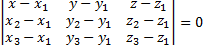 | x − x₁ y − y₁ z − z₁ |
| x₂ − x₁ y₂ − y₁ z₂ − z₁ | = 0
| x₃ − x₁ y₃ − y₁ z₃ − z₁ |